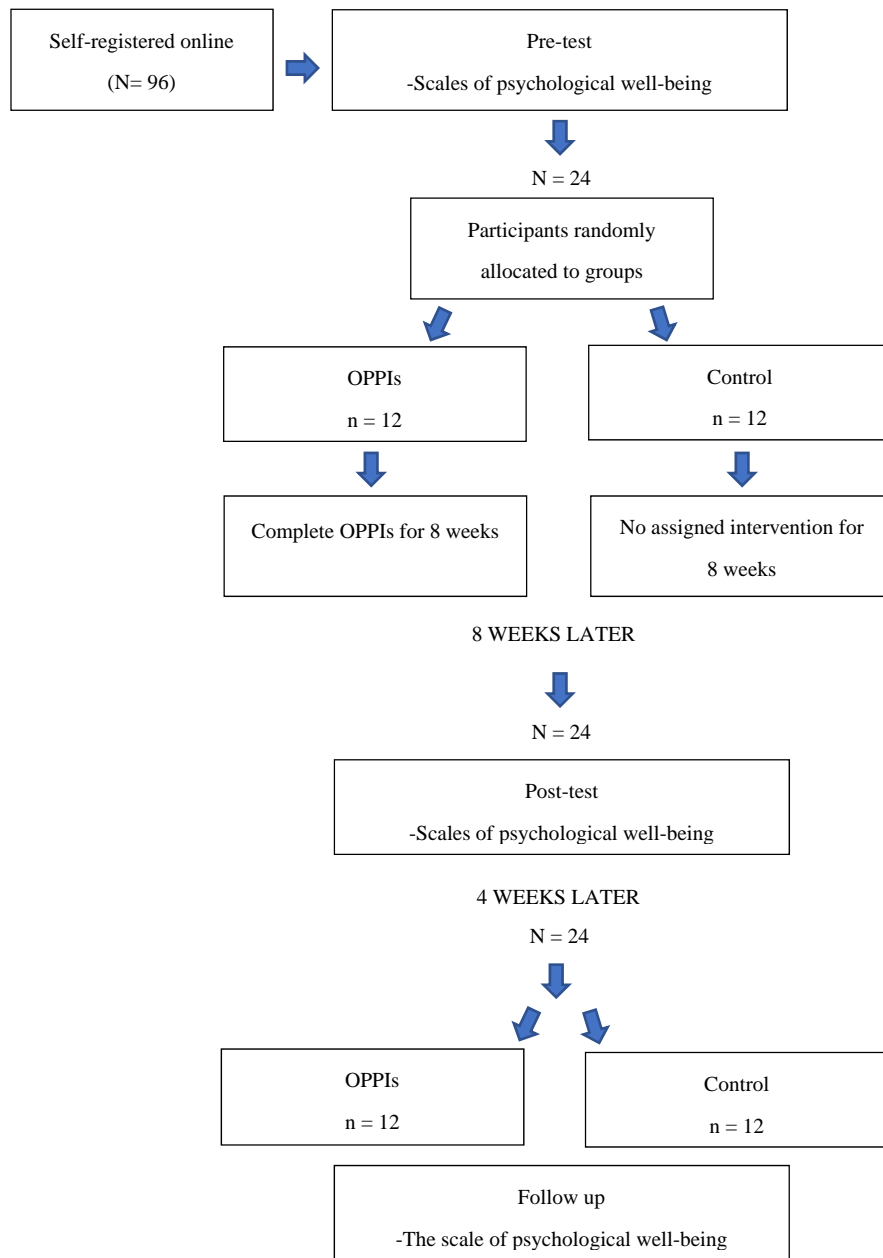 Self-registered online
(N= 96)
Pre-test
-Scales of psychological well-being
N = 24
Participants randomly
allocated to groups
OPPIs
n = 12
Control
n = 12
Complete OPPIs for 8 weeks
No assigned intervention for
8 weeks
8 WEEKS LATER
N = 24
Post-test
-Scales of psychological well-being
4 WEEKS LATER
N = 24
OPPIs
n = 12
Control
n = 12
Follow up
-The scale of psychological well-being